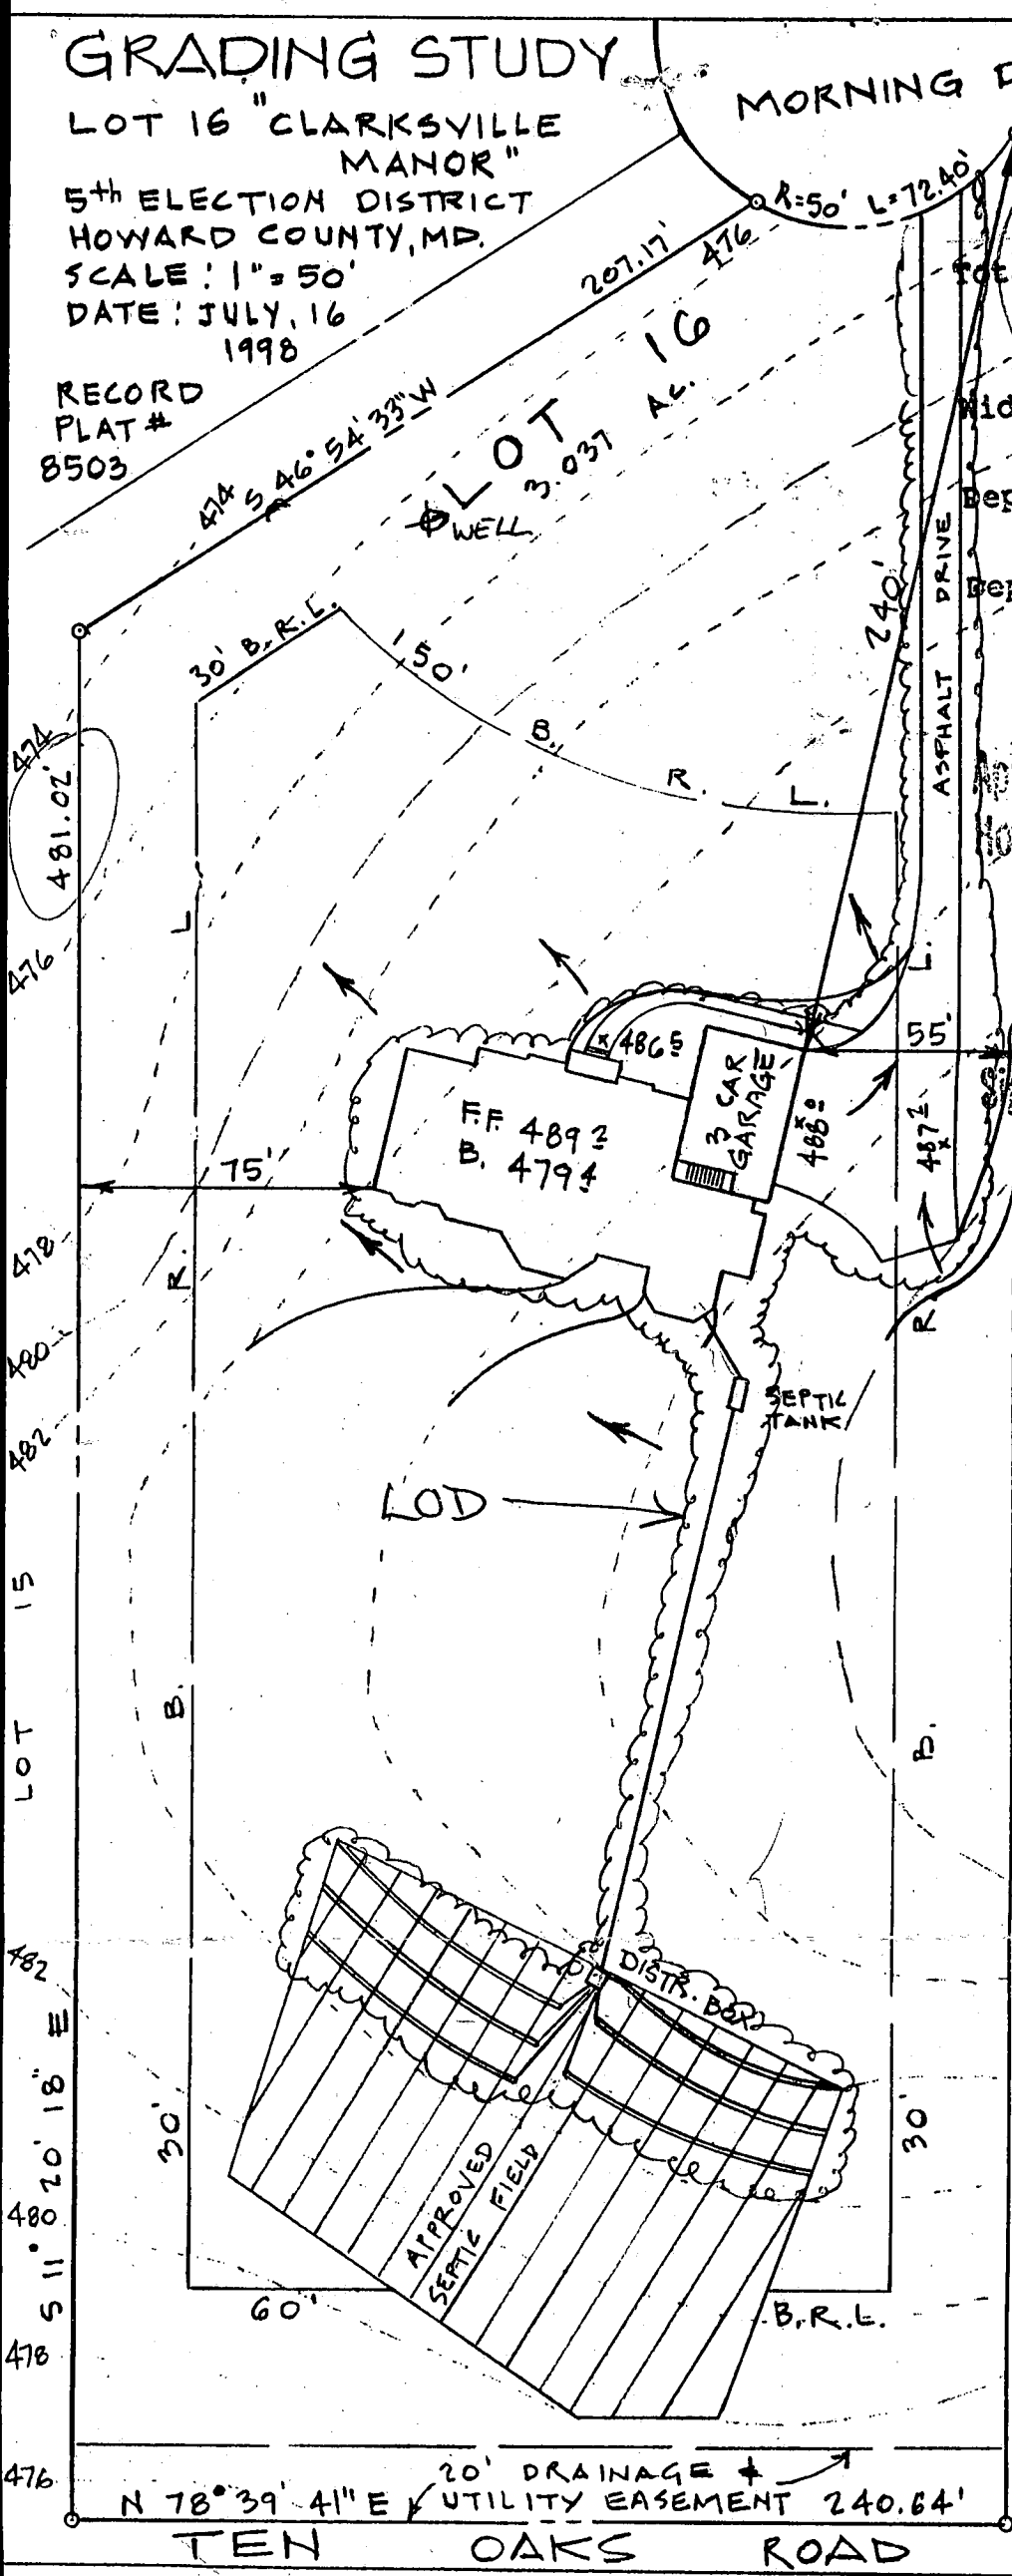 GRADING STUDY
LOT 16 "CLARKSVILLE
MANOR"
5th ELECTION DISTRICT
HOWARD COUNTY, MD.
SCALE: 1" = 50'
DATE: JULY, 16
1998
RECORD
PLAT #
8503
MORNING
R=50' L=72.40'
207.17'
476
S 46° 54' 33" W
474
LOT 16
3.037 Ac.
WELL
30' B.R.L.
150'
B. R. L.
240'
ASPHALT DRIVE
474
481.02'
L
476
L.
486 5
3 CAR
GARAGE
55'
488 0
487 2
F.F. 489 2
B. 479 4
75'
478
R.
R.
480
482
SEPTIC
TANK
LOD
LOT 15
B.
B.
482
DISTR. BOX
S 11° 20' 18" E
30'
30'
APPROVED
SEPTIC FIELD
480
60'
B.R.L.
478
476
20' DRAINAGE &
UTILITY EASEMENT
N 78° 39' 41" E
240.64'
TEN OAKS ROAD